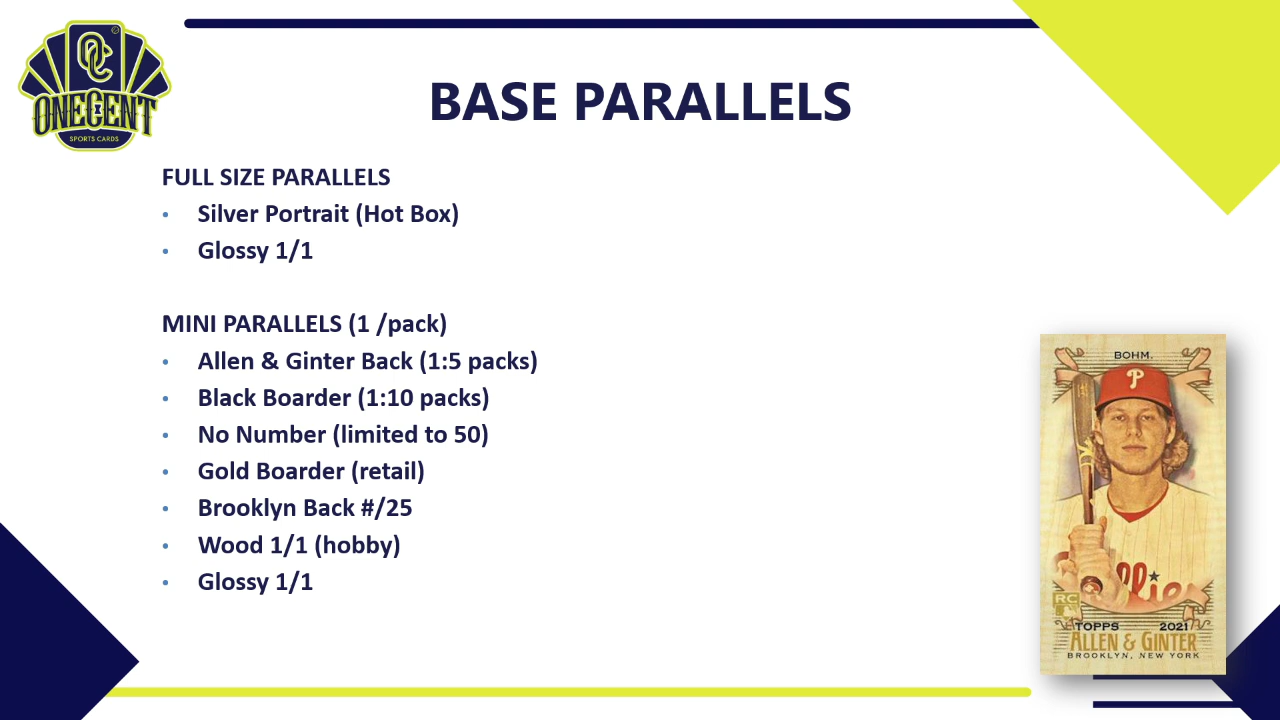 OC
ONECENT
SPORTS CARDS
BASE PARALLELS
FULL SIZE PARALLELS
• Silver Portrait (Hot Box)
• Glossy 1/1
MINI PARALLELS (1 /pack)
• Allen & Ginter Back (1:5 packs)
• Black Boarder (1:10 packs)
• No Number (limited to 50)
• Gold Boarder (retail)
• Brooklyn Back #/25
• Wood 1/1 (hobby)
• Glossy 1/1
BOHM.
P
llies
RC
TOPPS 2021
ALLEN & GINTER
BROOKLYN, NEW YORK